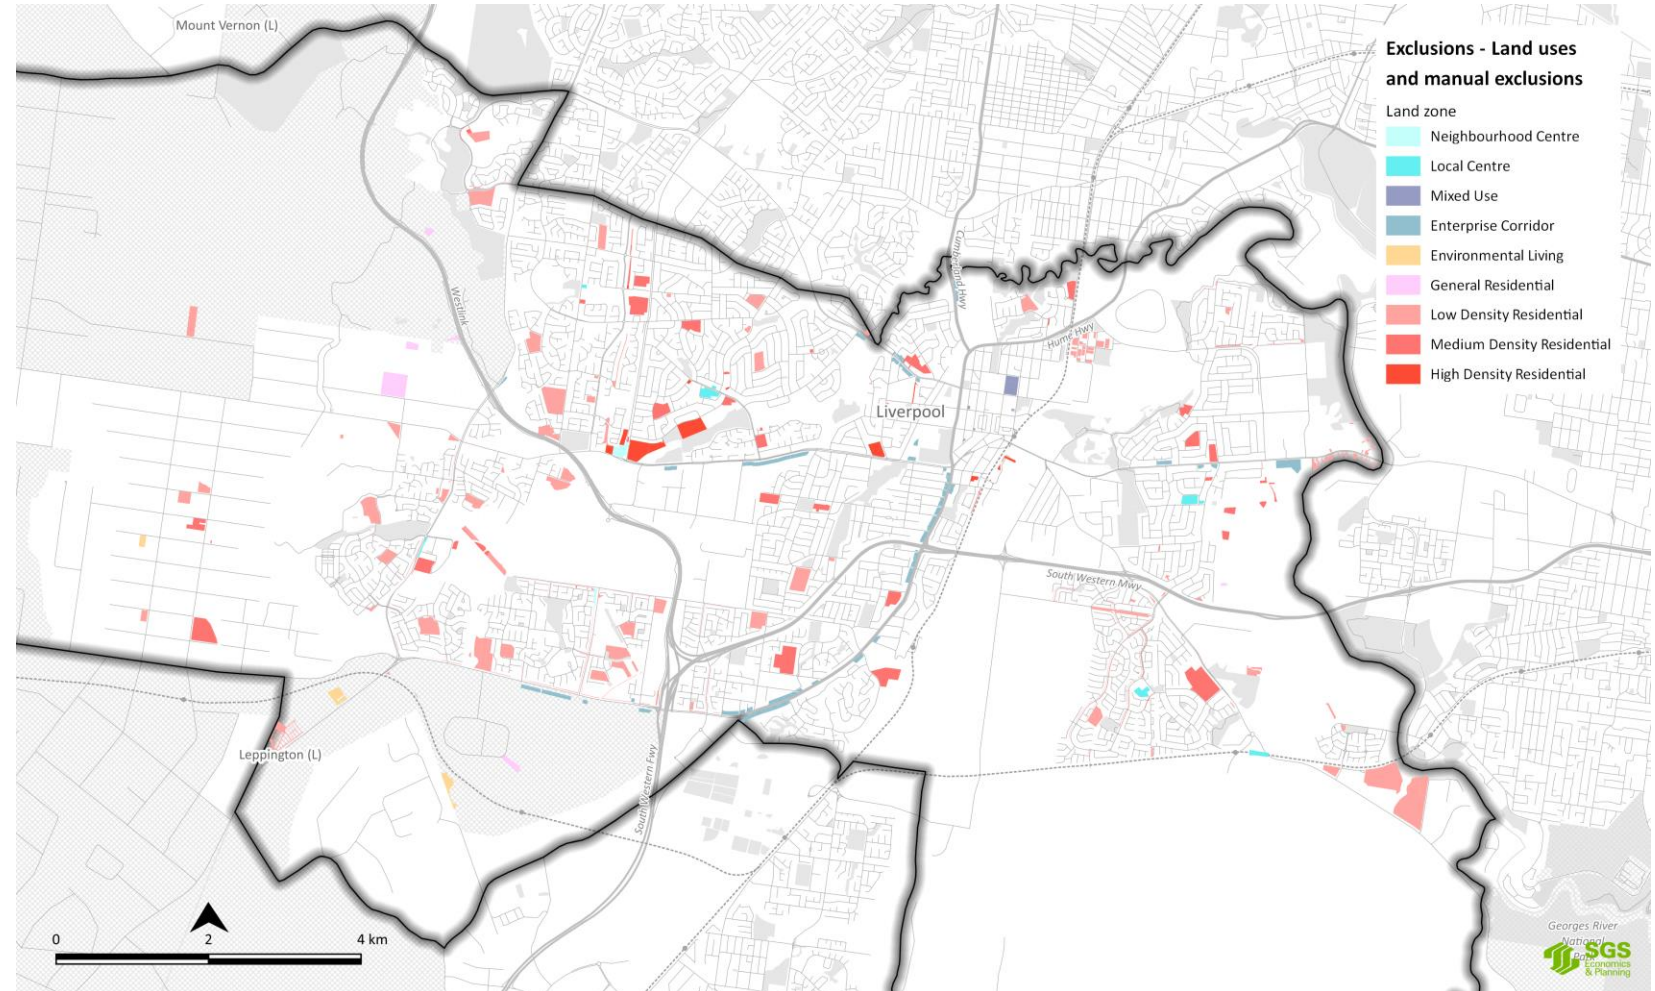 Mount Vernon (L)
Exclusions - Land uses
and manual exclusions
Land zone
Neighbourhood Centre
Local Centre
Mixed Use
Enterprise Corridor
Environmental Living
General Residential
Low Density Residential
Medium Density Residential
High Density Residential
Cumberland Hwy
Westlink
Hume Hwy
Liverpool
South Western Mwy
Leppington (L)
South Western Fwy
0 2 4 km
Georges River
National
Park
SGS
Economics
& Planning